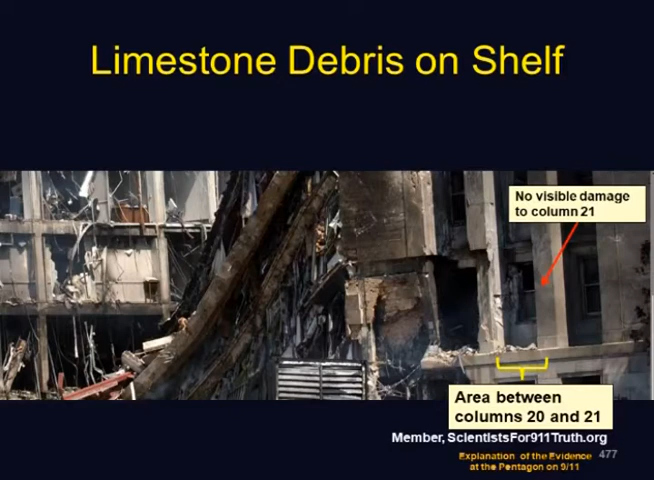 Limestone Debris on Shelf
No visible damage
to column 21
Area between
columns 20 and 21
Member, ScientistsFor911Truth.org
Explanation of the Evidence
at the Pentagon on 9/11
477